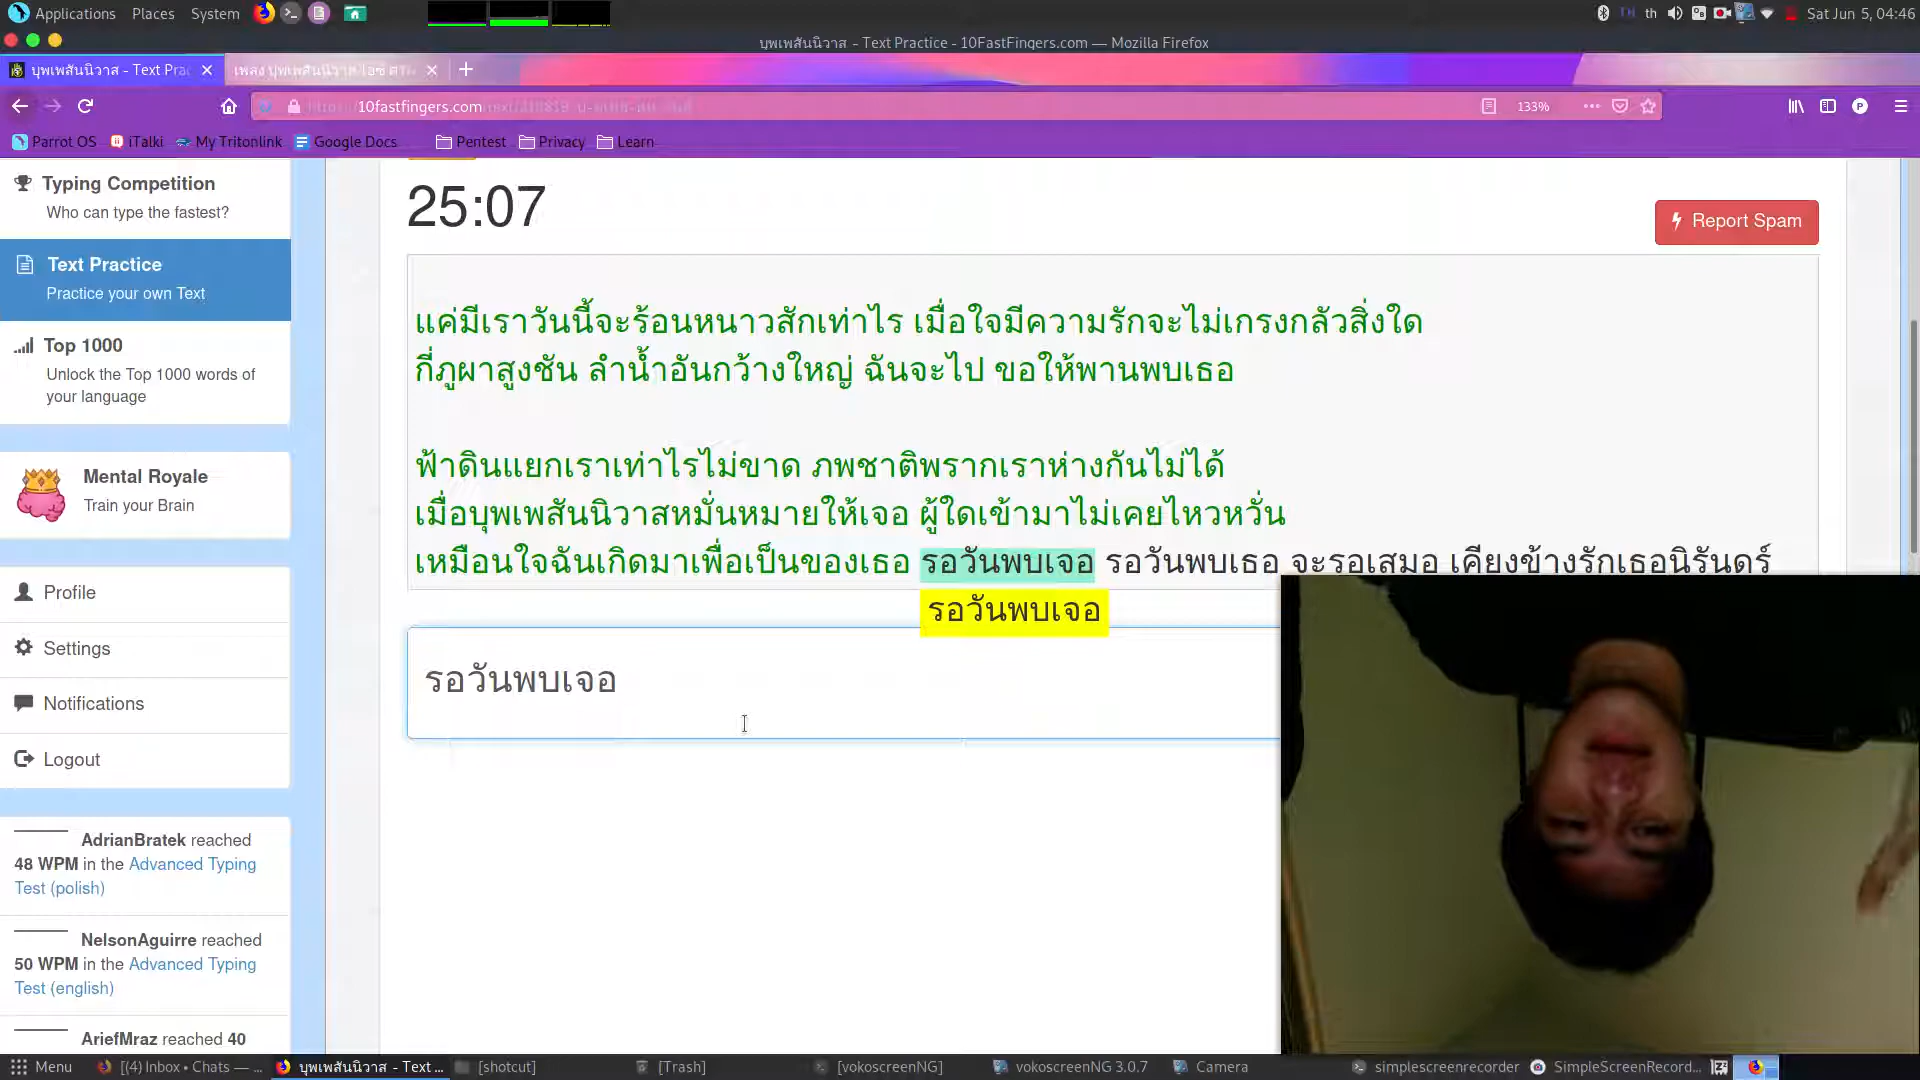 Applications Places System th Sat Jun 5, 04:46
บุพเพสันนิวาส - Text Practice - 10FastFingers.com — Mozilla Firefox
บุพเพสันนิวาส - Text Prac
10fastfingers.com 133%
Parrot OS iTalki My Tritonlink Google Docs Pentest Privacy Learn
Typing Competition
Who can type the fastest?
Text Practice
Practice your own Text
Top 1000
Unlock the Top 1000 words of
your language
Mental Royale
Train your Brain
Profile
Settings
Notifications
Logout
AdrianBratek reached
48 WPM in the Advanced Typing
Test (polish)
NelsonAguirre reached
50 WPM in the Advanced Typing
Test (english)
AriefMraz reached 40
25:07
Report Spam
แค่มีเราวันนี้จะร้อนหนาวสักเท่าไร เมื่อใจมีความรักจะไม่เกรงกลัวสิ่งใด
กี่ภูผาสูงชัน ลำน้ำอันกว้างใหญ่ ฉันจะไป ขอให้พานพบเธอ
ฟ้าดินแยกเราเท่าไรไม่ขาด ภพชาติพรากเราห่างกันไม่ได้
เมื่อบุพเพสันนิวาสหมั่นหมายให้เจอ ผู้ใดเข้ามาไม่เคยไหวหวั่น
เหมือนใจฉันเกิดมาเพื่อเป็นของเธอ รอวันพบเจอ รอวันพบเธอ จะรอเสมอ เคียงข้างรักเธอนิรันดร์
รอวันพบเจอ
รอวันพบเจอ
Menu [(4) Inbox • Chats — ... บุพเพสันนิวาส - Text ... [shotcut] [Trash] [vokoscreenNG] vokoscreenNG 3.0.7 Camera simplescreenrecorder SimpleScreenRecord...